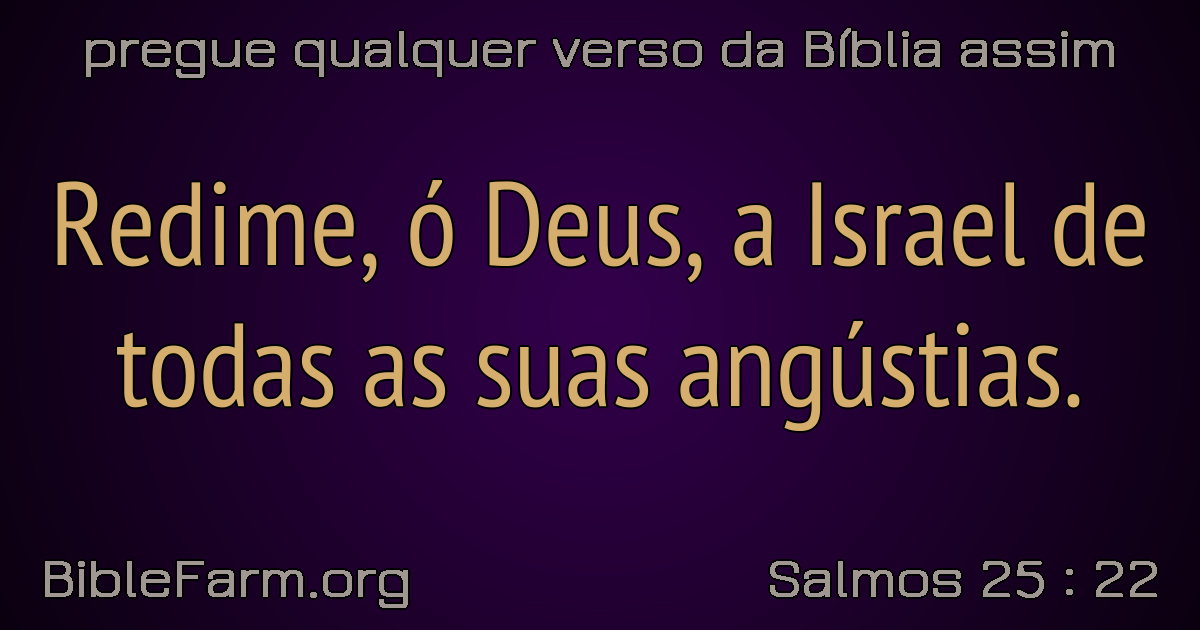 pregue qualquer verso da Bíblia assim
Redime, ó Deus, a Israel de
todas as suas angústias.
BibleFarm.org
Salmos 25 : 22